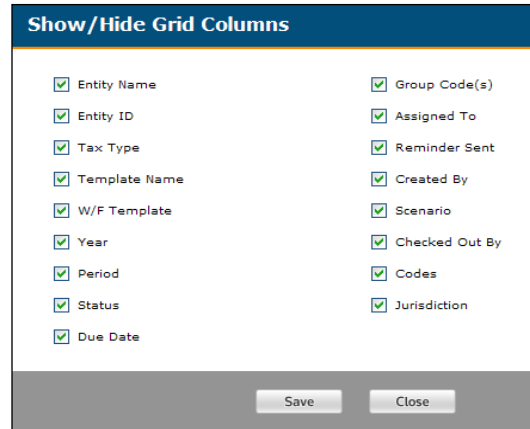 Show/Hide Grid Columns
Entity Name
Entity ID
Tax Type
Template Name
W/F Template
Year
Period
Status
Due Date
Group Code(s)
Assigned To
Reminder Sent
Created By
Scenario
Checked Out By
Codes
Jurisdiction
Save
Close